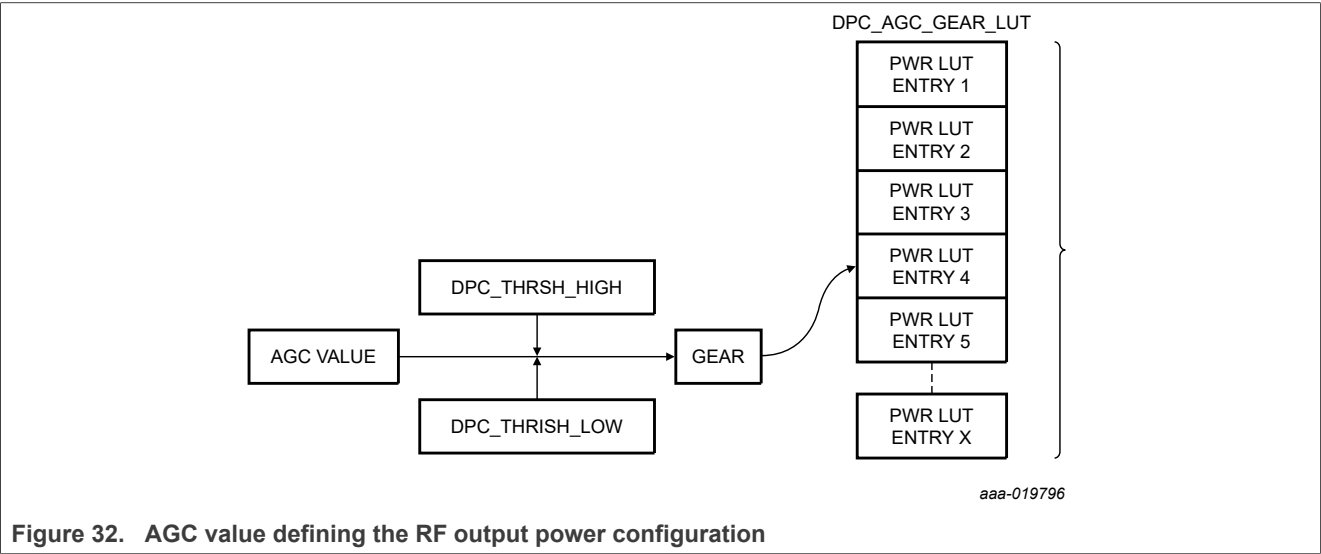 DPC_AGC_GEAR_LUT
PWR LUT
ENTRY 1
PWR LUT
ENTRY 2
PWR LUT
ENTRY 3
PWR LUT
ENTRY 4
PWR LUT
ENTRY 5
PWR LUT
ENTRY X
DPC_THRSH_HIGH
AGC VALUE
GEAR
DPC_THRISH_LOW
aaa-019796
Figure 32. AGC value defining the RF output power configuration